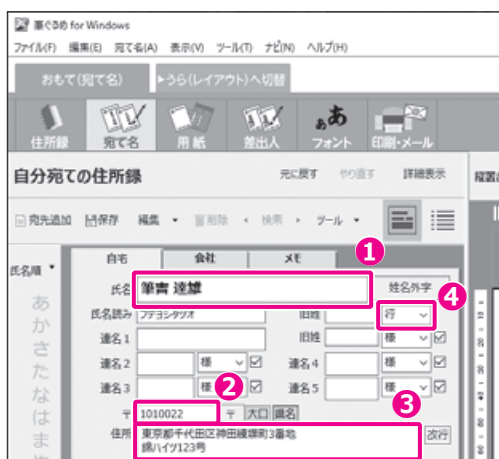 筆ぐるめ for Windows
ファイル(F) 編集(E) 宛て名(A) 表示(V) ツール(T) ナビ(N) ヘルプ(H)
おもて(宛て名) ▶うら(レイアウト)へ切替
住所録 宛て名 用紙 差出人 フォント 印刷・メール
自分宛ての住所録 元に戻す やり直す 詳細表示
宛先追加 保存 編集 削除 検索 ツール
氏名順
あ
か
さ
た
な
は
ま
自宅 会社 メモ 1
氏名 筆吉 達雄 姓名外字 4
氏名読み フデヨシタツオ 旧姓 行
連名1 旧姓 様
連名2 様 連名4 様
連名3 様 2 連名5 様 3
〒 1010022 〒 大口 識名
住所 東京都千代田区神田練塀町3番地 改行
錦ハイツ123号